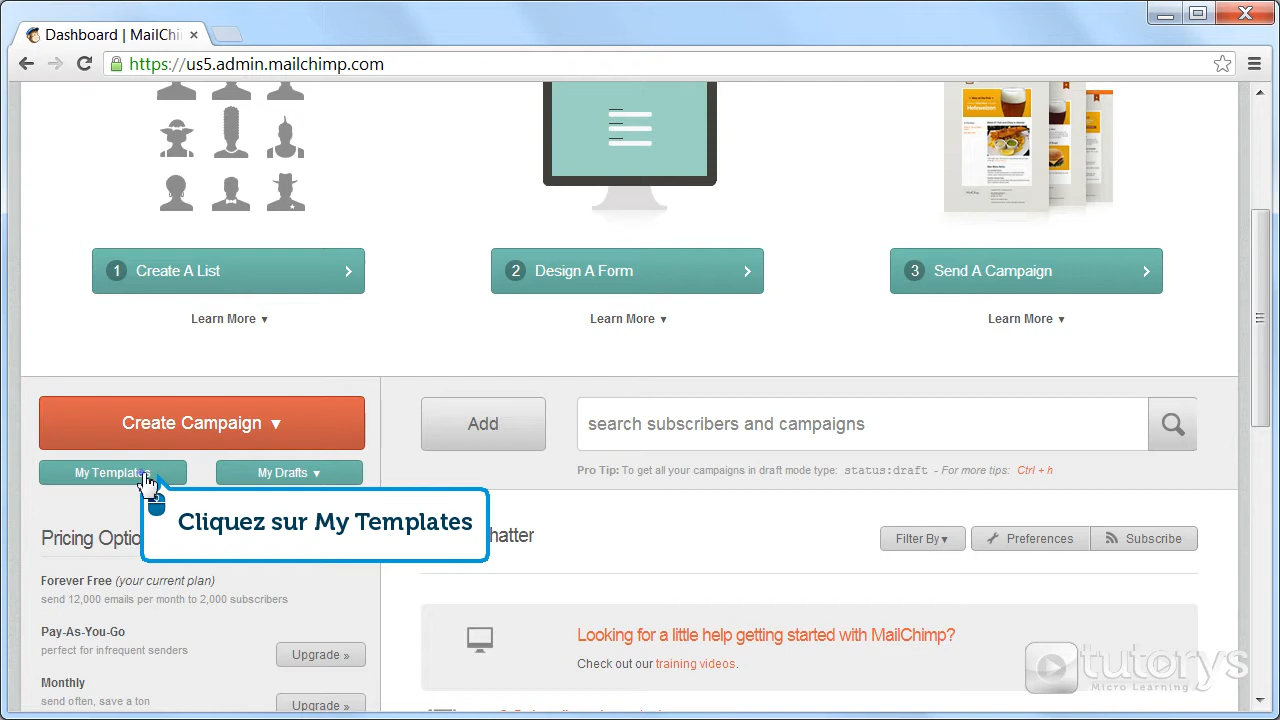 Dashboard | MailChi
https://us5.admin.mailchimp.com
1 Create A List
2 Design A Form
3 Send A Campaign
Learn More ▼
Learn More ▼
Learn More ▼
Create Campaign ▼
Add
search subscribers and campaigns
My Templates
My Drafts ▼
Pro Tip: To get all your campaigns in draft mode type: status:draft - For more tips: Ctrl + h
Cliquez sur My Templates
Pricing Optio
hatter
Filter By▼
Preferences
Subscribe
Forever Free (your current plan)
send 12,000 emails per month to 2,000 subscribers
Pay-As-You-Go
perfect for infrequent senders
Upgrade »
Monthly
send often, save a ton
Upgrade »
Looking for a little help getting started with MailChimp?
Check out our training videos.
tutorys
Micro Learning